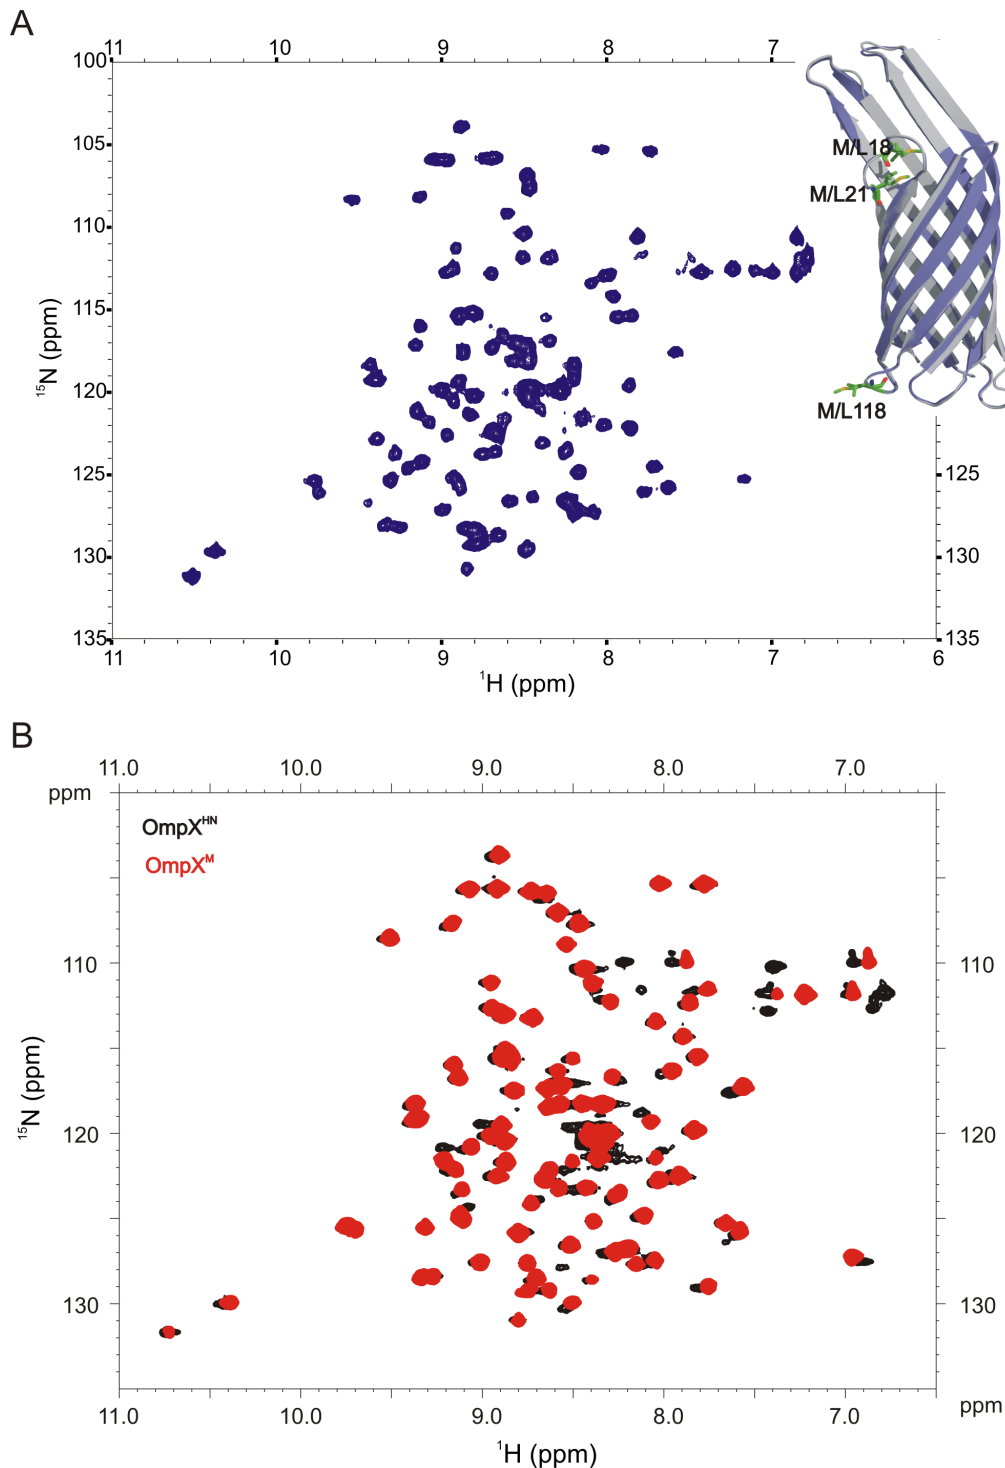 A
11 10 9 8 7
100
105
110
115
120
125
130
135
15N (ppm)
M/L18
M/L21
M/L118
125
130
135
11 10 9 8 7 6
1H (ppm)
B
11.0 10.0 9.0 8.0 7.0
ppm
OmpXHN
OmpXM
110 110
120 120
130 130
15N (ppm)
ppm
11.0 10.0 9.0 8.0 7.0
1H (ppm)